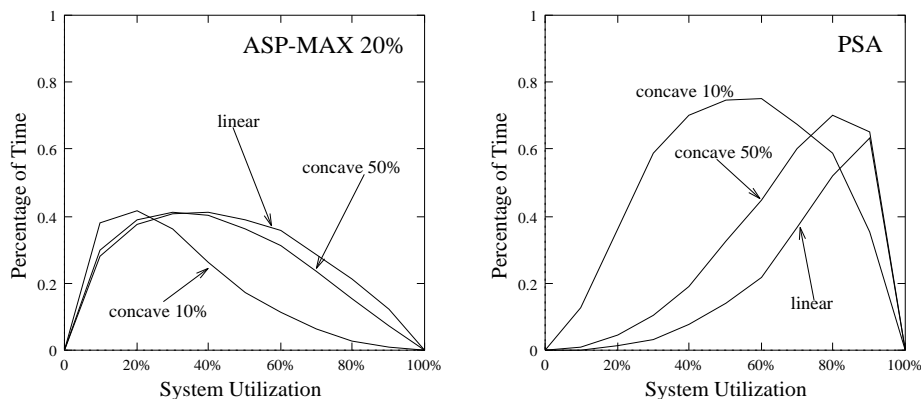 ASP-MAX 20%
Percentage of Time
1
0.8
0.6
0.4
0.2
0
linear
concave 50%
concave 10%
0 20% 40% 60% 80% 100%
System Utilization
PSA
Percentage of Time
1
0.8
0.6
0.4
0.2
0
concave 10%
concave 50%
linear
0 20% 40% 60% 80% 100%
System Utilization